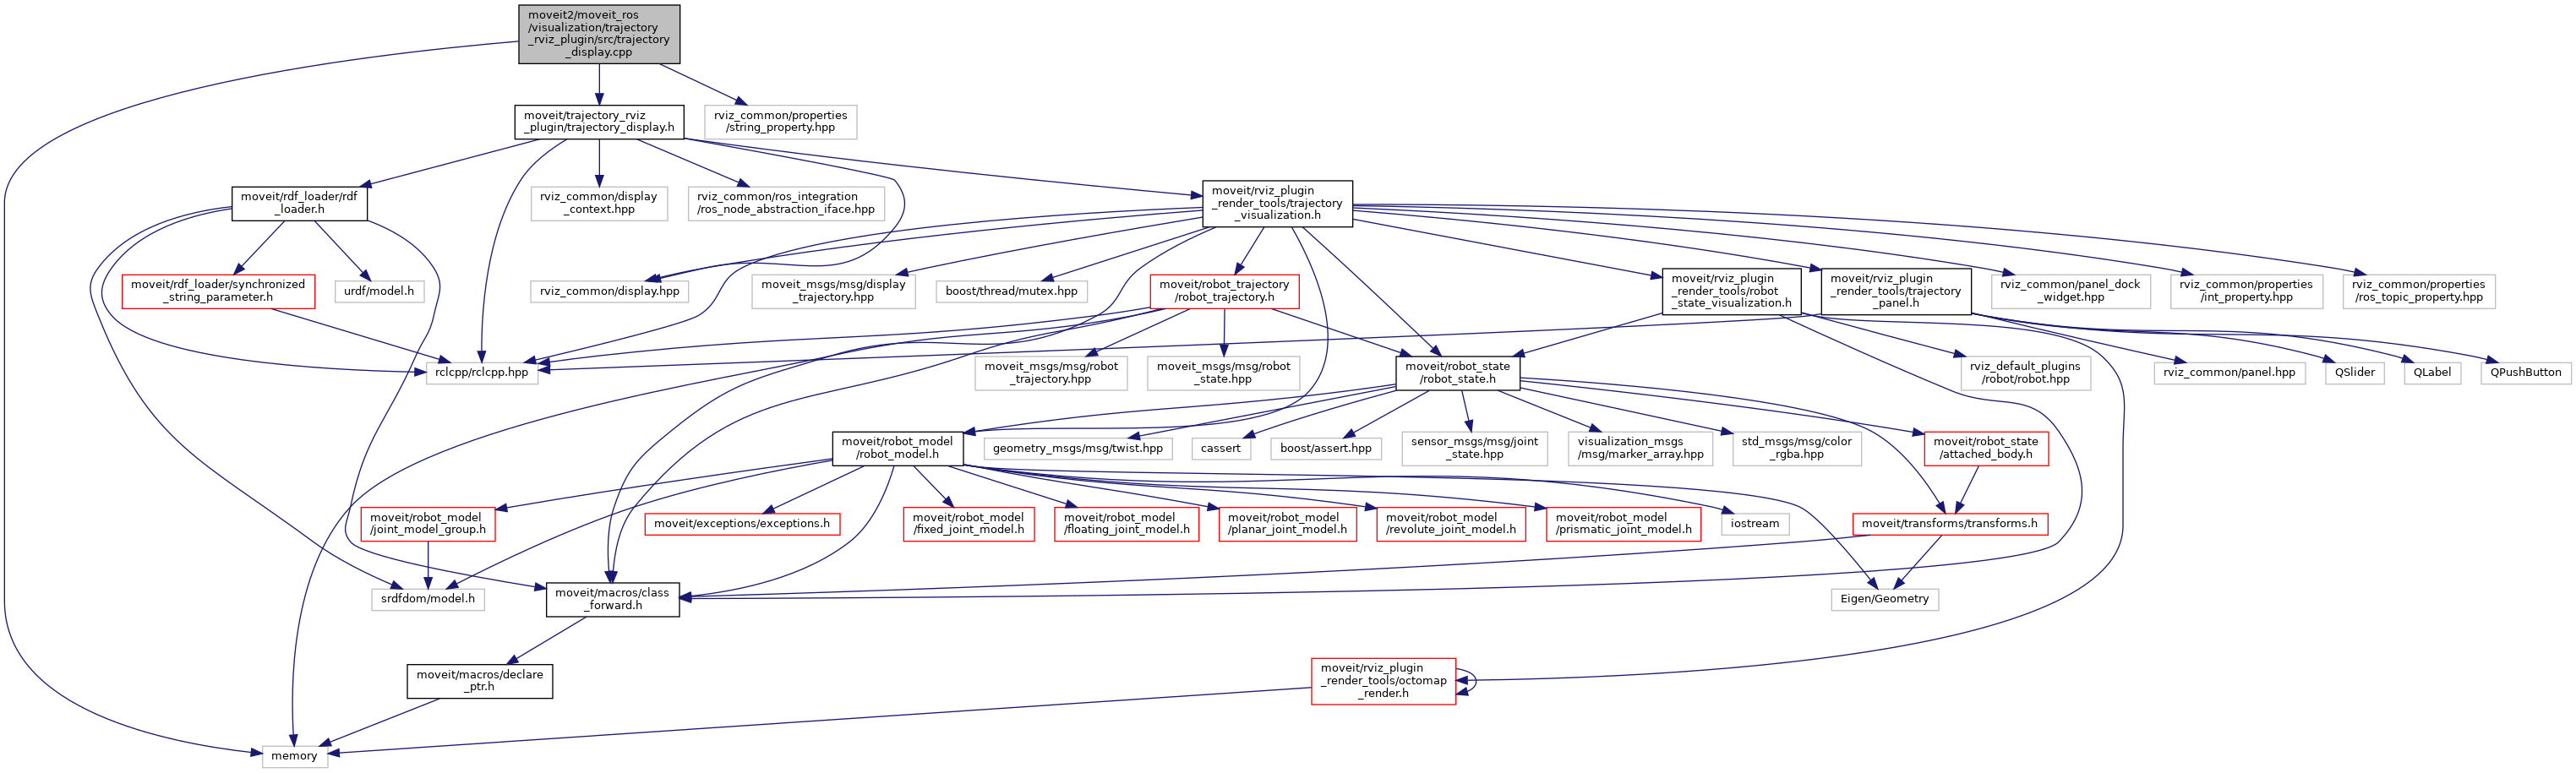 moveit2/moveit_ros
/visualization/trajectory
_rviz_plugin/src/trajectory
_display.cpp
moveit/trajectory_rviz
_plugin/trajectory_display.h
rviz_common/properties
/string_property.hpp
moveit/rdf_loader/rdf
_loader.h
rviz_common/display
_context.hpp
rviz_common/ros_integration
/ros_node_abstraction_iface.hpp
moveit/rviz_plugin
_render_tools/trajectory
_visualization.h
moveit/rdf_loader/synchronized
_string_parameter.h
urdf/model.h
rviz_common/display.hpp
moveit_msgs/msg/display
_trajectory.hpp
boost/thread/mutex.hpp
moveit/robot_trajectory
/robot_trajectory.h
moveit/rviz_plugin
_render_tools/robot
_state_visualization.h
moveit/rviz_plugin
_render_tools/trajectory
_panel.h
rviz_common/panel_dock
_widget.hpp
rviz_common/properties
/int_property.hpp
rviz_common/properties
/ros_topic_property.hpp
rclcpp/rclcpp.hpp
moveit_msgs/msg/robot
_trajectory.hpp
moveit_msgs/msg/robot
_state.hpp
moveit/robot_state
/robot_state.h
rviz_default_plugins
/robot/robot.hpp
rviz_common/panel.hpp
QSlider
QLabel
QPushButton
moveit/robot_model
/robot_model.h
geometry_msgs/msg/twist.hpp
cassert
boost/assert.hpp
sensor_msgs/msg/joint
_state.hpp
visualization_msgs
/msg/marker_array.hpp
std_msgs/msg/color
_rgba.hpp
moveit/robot_state
/attached_body.h
moveit/robot_model
/joint_model_group.h
moveit/exceptions/exceptions.h
moveit/robot_model
/fixed_joint_model.h
moveit/robot_model
/floating_joint_model.h
moveit/robot_model
/planar_joint_model.h
moveit/robot_model
/revolute_joint_model.h
moveit/robot_model
/prismatic_joint_model.h
iostream
moveit/transforms/transforms.h
srdfdom/model.h
moveit/macros/class
_forward.h
Eigen/Geometry
moveit/macros/declare
_ptr.h
moveit/rviz_plugin
_render_tools/octomap
_render.h
memory